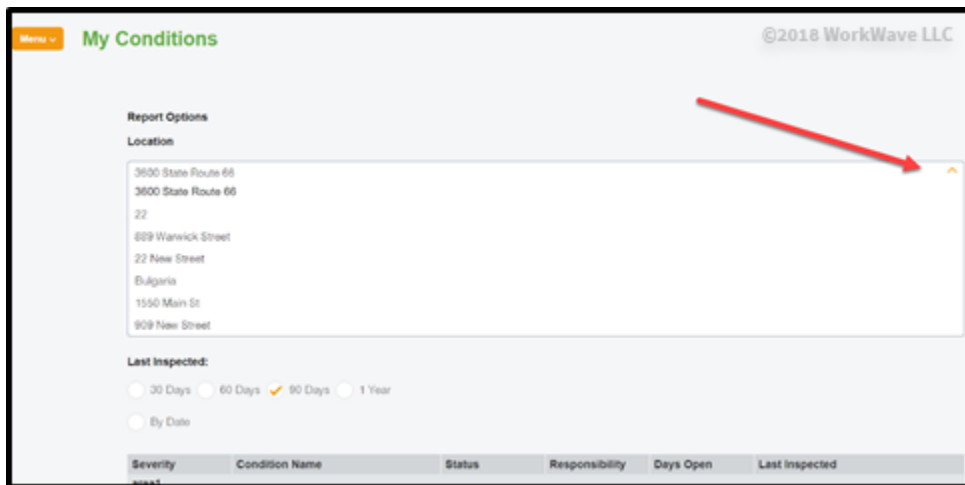 Menu
My Conditions
©2018 WorkWave LLC
Report Options
Location
3600 State Route 66
3600 State Route 66
22
889 Warwick Street
22 New Street
Bulgaria
1550 Main St
909 New Street
Last Inspected:
30 Days 60 Days 90 Days 1 Year
By Date
Severity Condition Name Status Responsibility Days Open Last Inspected
area1